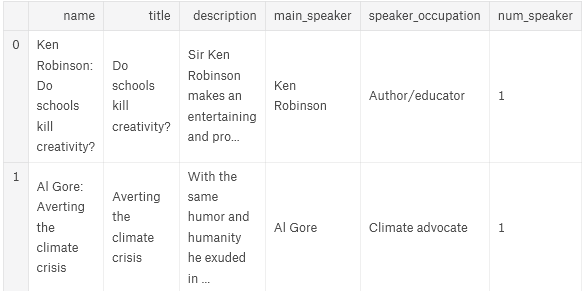 name title description main_speaker speaker_occupation num_speaker
0
Ken
Robinson:
Do
schools
kill
creativity?
Do
schools
kill
creativity?
Sir Ken
Robinson
makes an
entertaining
and pro...
Ken
Robinson
Author/educator
1
1
Al Gore:
Averting
the
climate
crisis
Averting
the
climate
crisis
With the
same
humor and
humanity
he exuded
in ...
Al Gore
Climate advocate
1